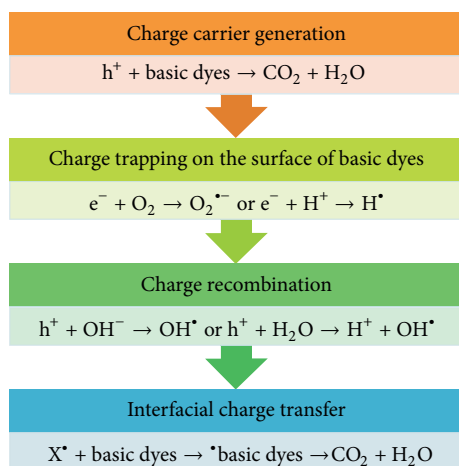 Charge carrier generation
h⁺ + basic dyes → CO₂ + H₂O
Charge trapping on the surface of basic dyes
e⁻ + O₂ → O₂•⁻ or e⁻ + H⁺ → H•
Charge recombination
h⁺ + OH⁻ → OH• or h⁺ + H₂O → H⁺ + OH•
Interfacial charge transfer
X• + basic dyes → •basic dyes →CO₂ + H₂O